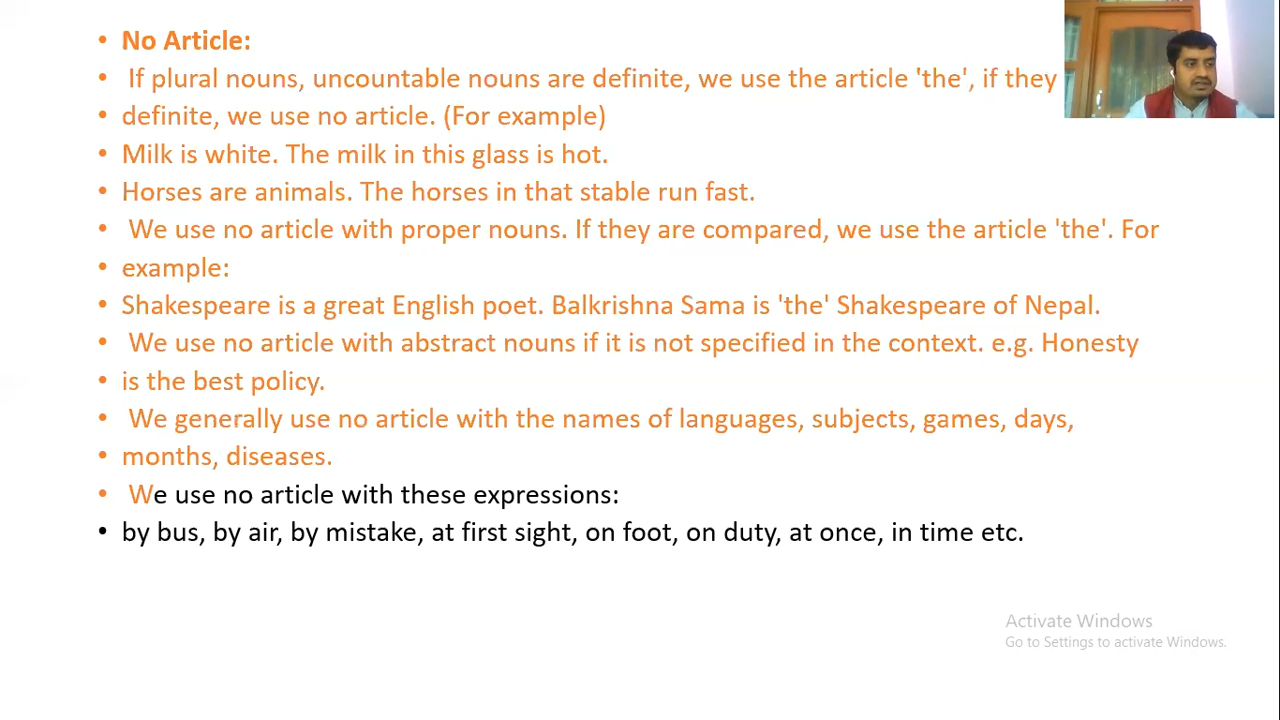 • No Article:
• If plural nouns, uncountable nouns are definite, we use the article 'the', if they
• definite, we use no article. (For example)
• Milk is white. The milk in this glass is hot.
• Horses are animals. The horses in that stable run fast.
• We use no article with proper nouns. If they are compared, we use the article 'the'. For
• example:
• Shakespeare is a great English poet. Balkrishna Sama is 'the' Shakespeare of Nepal.
• We use no article with abstract nouns if it is not specified in the context. e.g. Honesty
• is the best policy.
• We generally use no article with the names of languages, subjects, games, days,
• months, diseases.
• We use no article with these expressions:
• by bus, by air, by mistake, at first sight, on foot, on duty, at once, in time etc.
Activate Windows
Go to Settings to activate Windows.